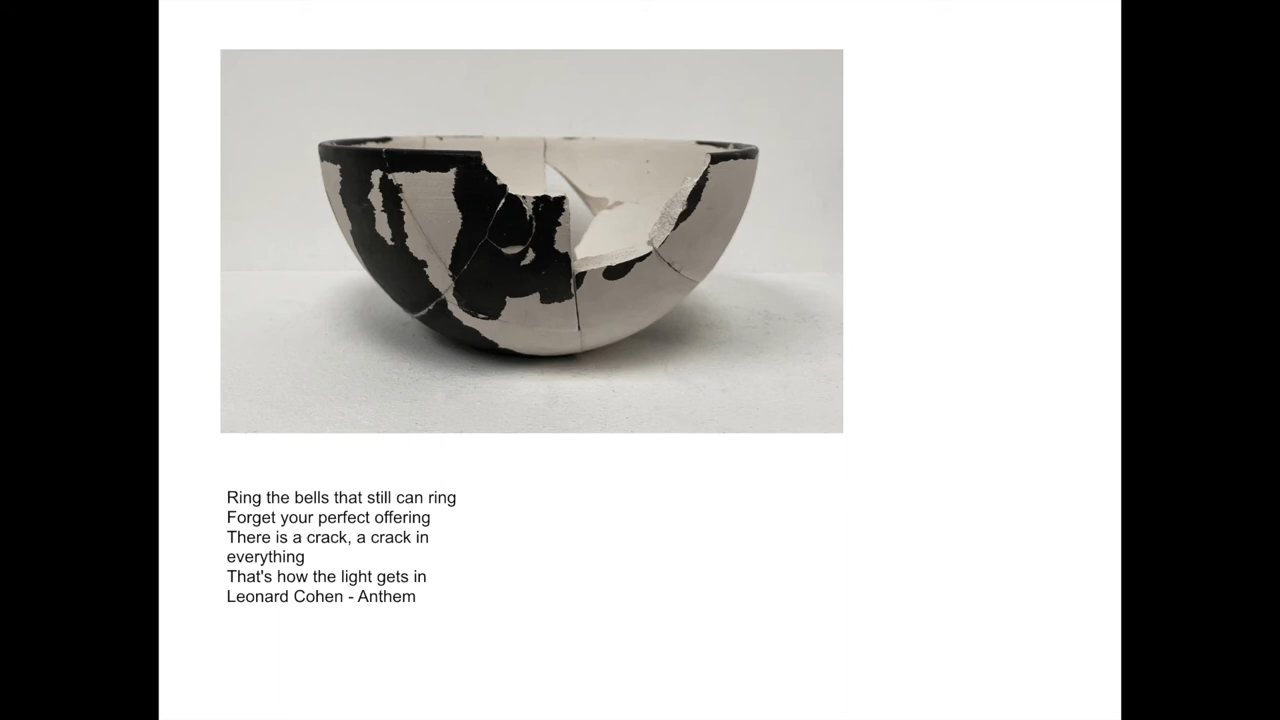 Ring the bells that still can ring
Forget your perfect offering
There is a crack, a crack in
everything
That's how the light gets in
Leonard Cohen - Anthem